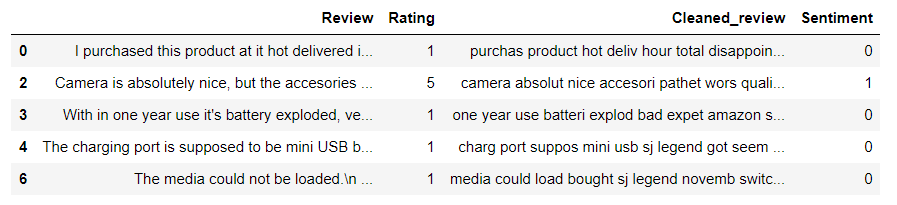 Review Rating Cleaned_review Sentiment
0 I purchased this product at it hot delivered i... 1 purchas product hot deliv hour total disappoin... 0
2 Camera is absolutely nice, but the accesories ... 5 camera absolut nice accesori pathet wors quali... 1
3 With in one year use it's battery exploded, ve... 1 one year use batteri explod bad expet amazon s... 0
4 The charging port is supposed to be mini USB b... 1 charg port suppos mini usb sj legend got seem ... 0
6 The media could not be loaded.\n ... 1 media could load bought sj legend novemb switc... 0